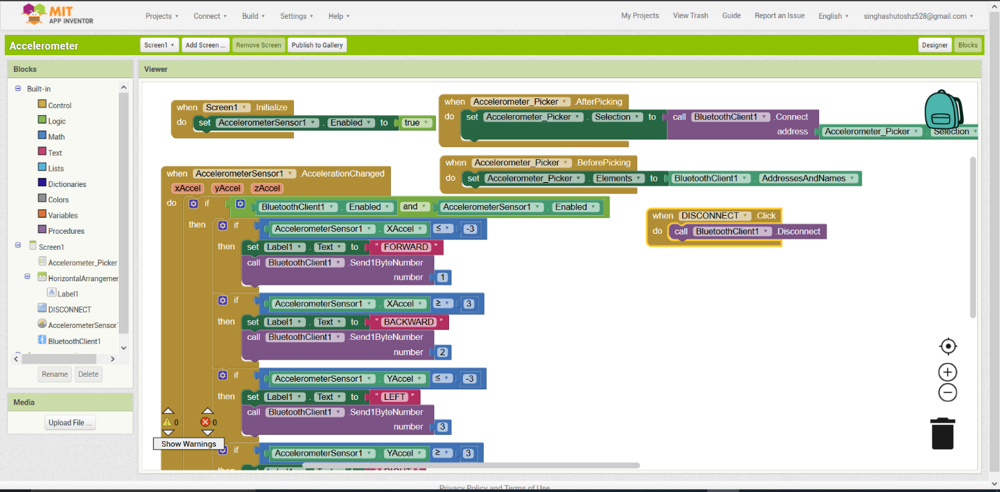 MIT
APP INVENTOR
Projects Connect Build Settings Help My Projects View Trash Guide Report an Issue English singhashutoshz528@gmail.com
Accelerometer Screen1 Add Screen ... Remove Screen Publish to Gallery Designer Blocks
Blocks
Built-in
Control
Logic
Math
Text
Lists
Dictionaries
Colors
Variables
Procedures
Screen1
Accelerometer_Picker
HorizontalArrangemer
Label1
DISCONNECT
AccelerometerSensor
BluetoothClient1
Rename Delete
Media
Upload File ...
Viewer
when Screen1 .Initialize
do set AccelerometerSensor1 . Enabled to true
when Accelerometer_Picker .AfterPicking
do set Accelerometer_Picker . Selection to call BluetoothClient1 .Connect
address Accelerometer_Picker . Selection
when Accelerometer_Picker .BeforePicking
do set Accelerometer_Picker . Elements to BluetoothClient1 . AddressesAndNames
when DISCONNECT .Click
do call BluetoothClient1 .Disconnect
when AccelerometerSensor1 .AccelerationChanged
xAccel yAccel zAccel
do if BluetoothClient1 . Enabled and AccelerometerSensor1 . Enabled
then if AccelerometerSensor1 . XAccel ≤ -3
then set Label1 . Text to " FORWARD "
call BluetoothClient1 .Send1ByteNumber
number 1
if AccelerometerSensor1 . XAccel ≥ 3
then set Label1 . Text to " BACKWARD "
call BluetoothClient1 .Send1ByteNumber
number 2
if AccelerometerSensor1 . YAccel ≤ -3
then set Label1 . Text to " LEFT "
call BluetoothClient1 .Send1ByteNumber
number 3
if AccelerometerSensor1 . YAccel ≥ 3
0 0
Show Warnings
Privacy Policy and Terms of Use